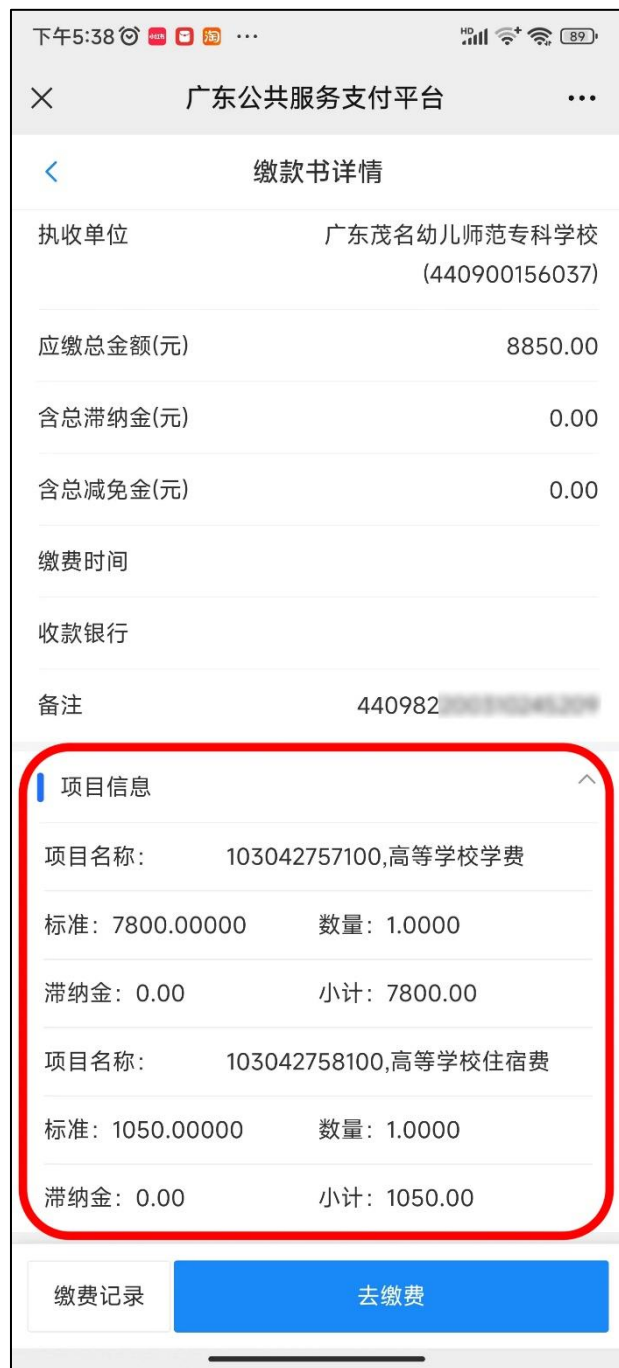 下午5:38
HD 89
广东公共服务支付平台
缴款书详情
执收单位 广东茂名幼儿师范专科学校
(440900156037)
应缴总金额(元) 8850.00
含总滞纳金(元) 0.00
含总减免金(元) 0.00
缴费时间
收款银行
备注 440982
项目信息
项目名称: 103042757100,高等学校学费
标准: 7800.00000 数量: 1.0000
滞纳金: 0.00 小计: 7800.00
项目名称: 103042758100,高等学校住宿费
标准: 1050.00000 数量: 1.0000
滞纳金: 0.00 小计: 1050.00
缴费记录 去缴费